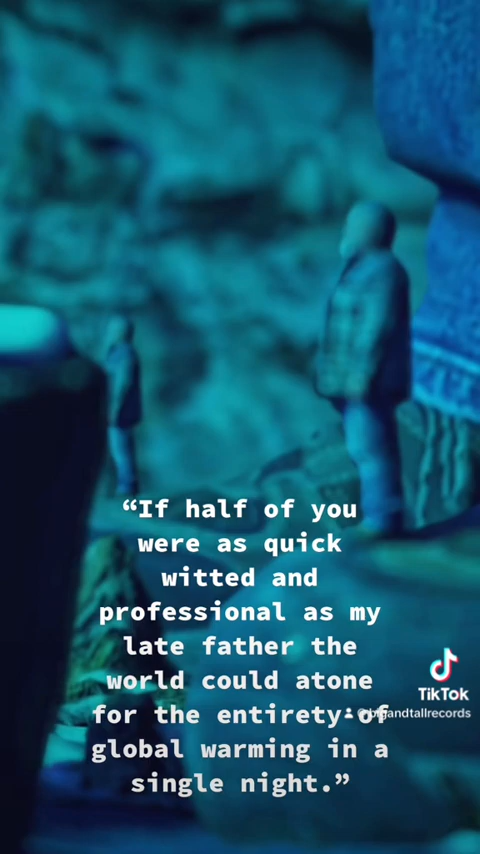 “If half of you
were as quick
witted and
professional as my
late father the
world could atone
for the entirety of
global warming in a
single night.”
TikTok
@bigandtallrecords